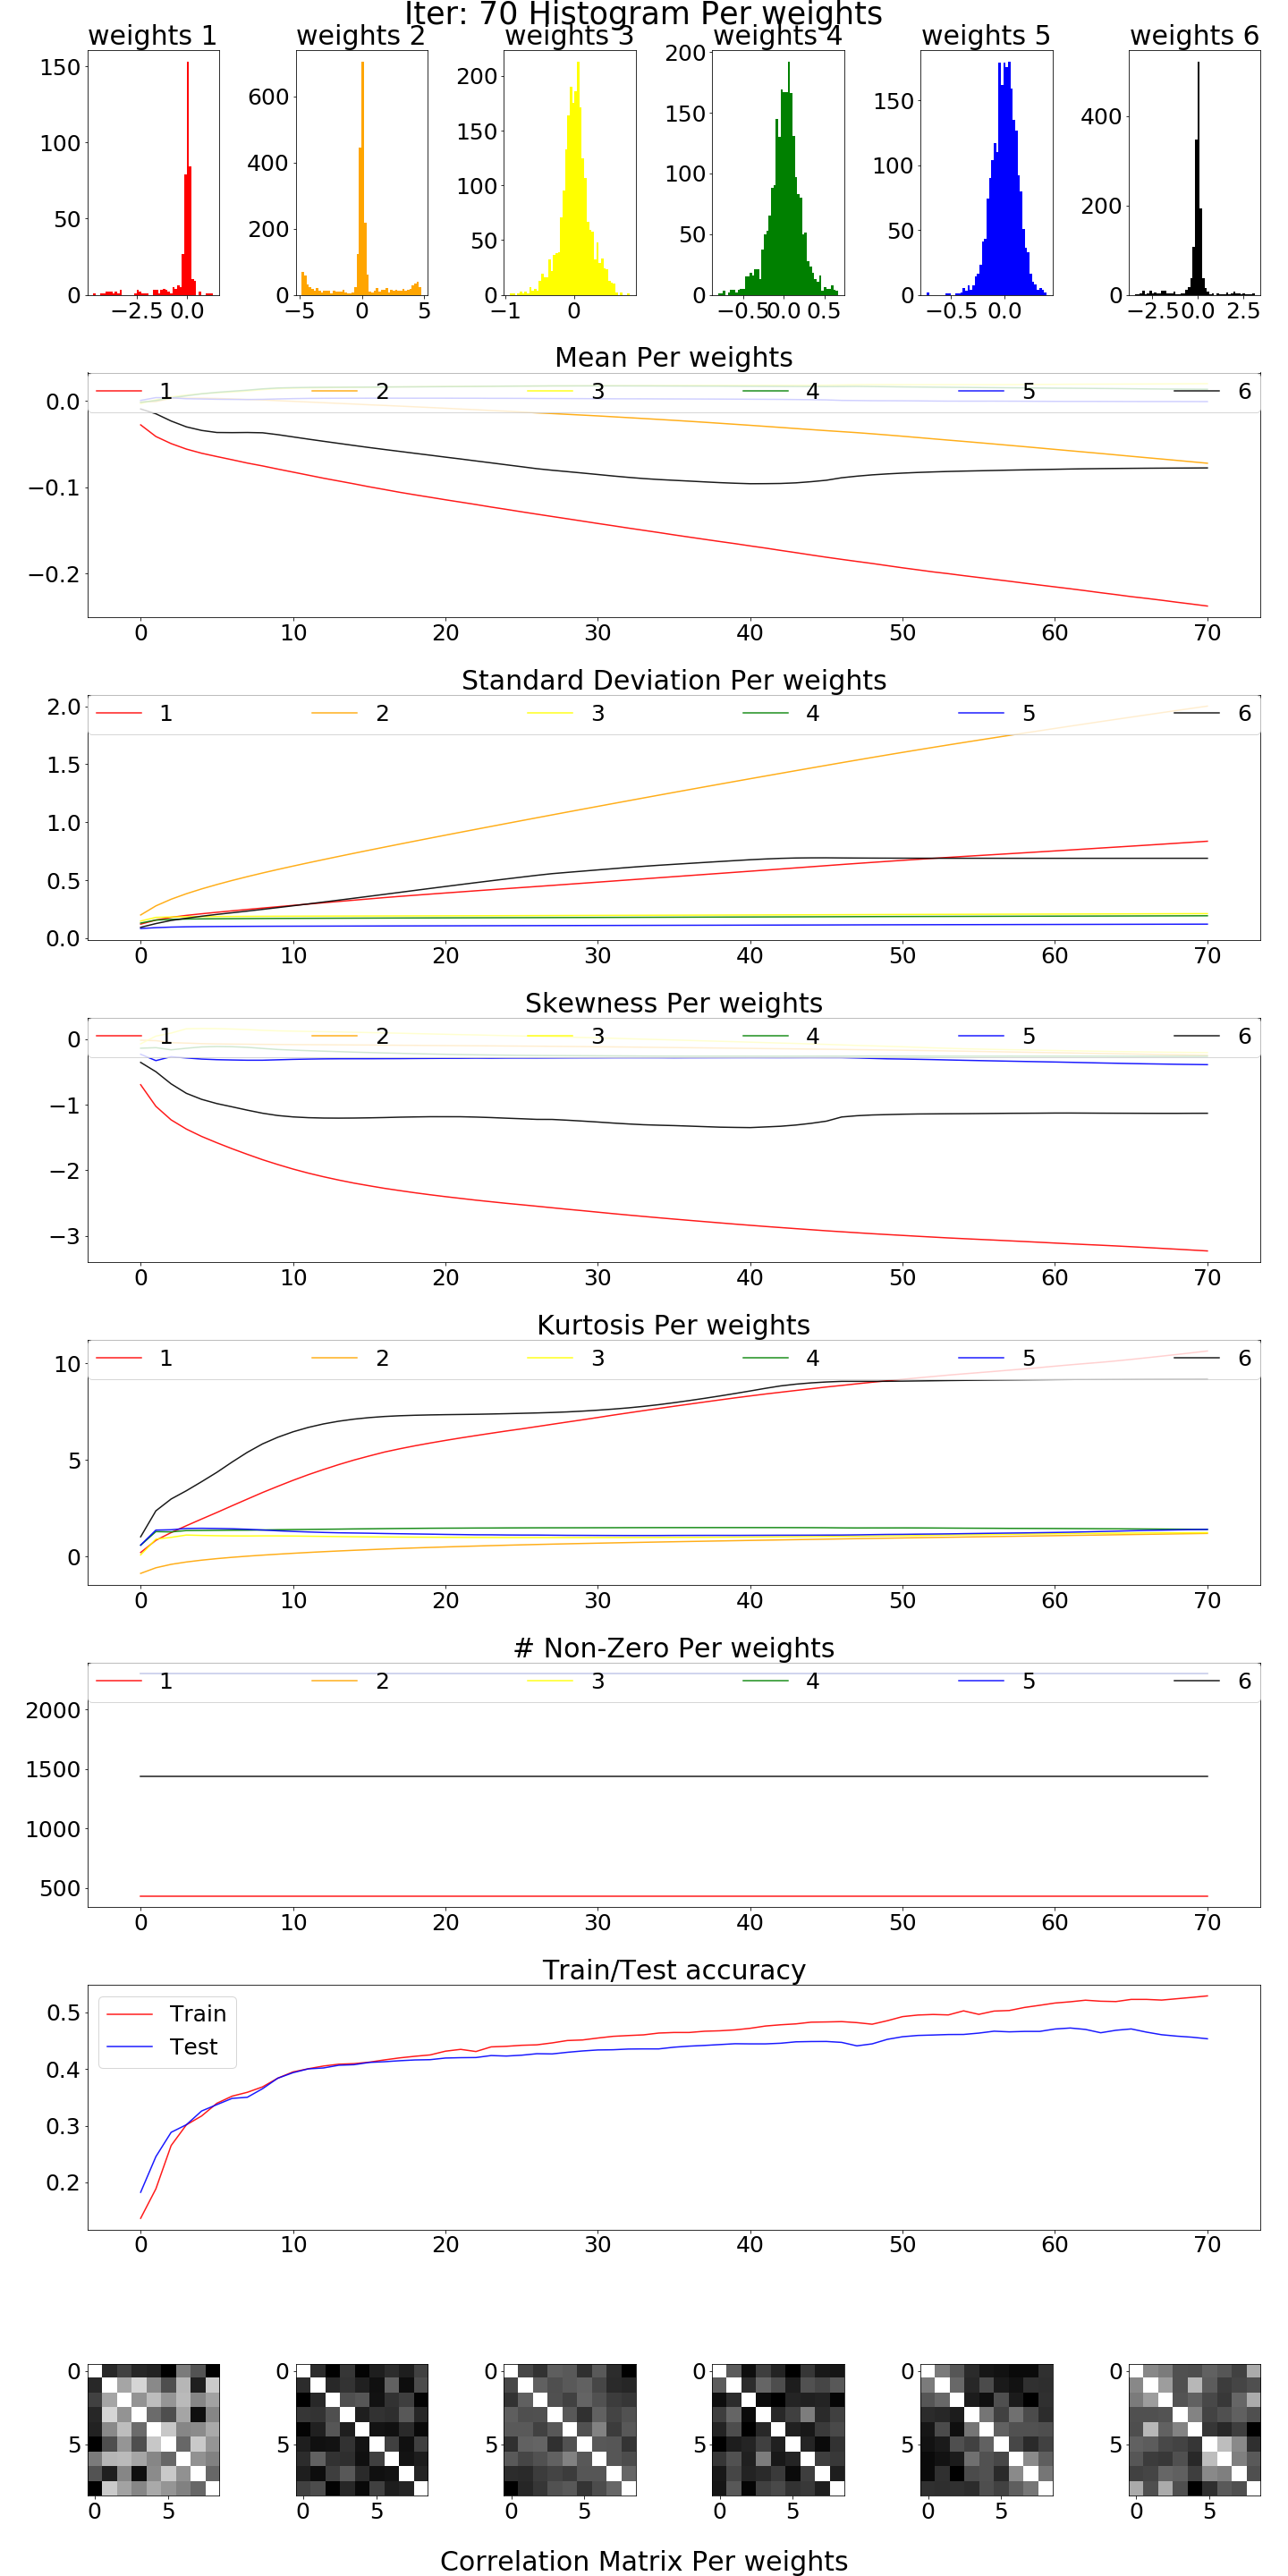 Iter: 70 Histogram Per weights
weights 1 weights 2 weights 3 weights 4 weights 5 weights 6
150 100 50 0 −2.5 0.0
600 400 200 0 −5 0 5
200 150 100 50 0 −1 0
200 150 100 50 0 −0.5 0.0 0.5
150 100 50 0 −0.5 0.0
400 200 0 −2.5 0.0 2.5
Mean Per weights
1 2 3 4 5 6
0.0
−0.1
−0.2
0 10 20 30 40 50 60 70
Standard Deviation Per weights
1 2 3 4 5 6
2.0
1.5
1.0
0.5
0.0
0 10 20 30 40 50 60 70
Skewness Per weights
1 2 3 4 5 6
0
−1
−2
−3
0 10 20 30 40 50 60 70
Kurtosis Per weights
1 2 3 4 5 6
10
5
0
0 10 20 30 40 50 60 70
# Non-Zero Per weights
1 2 3 4 5 6
2000
1500
1000
500
0 10 20 30 40 50 60 70
Train/Test accuracy
Train
Test
0.5
0.4
0.3
0.2
0 10 20 30 40 50 60 70
0 0 0 0 0 0
5 5 5 5 5 5
0 5 0 5 0 5 0 5 0 5 0 5
Correlation Matrix Per weights